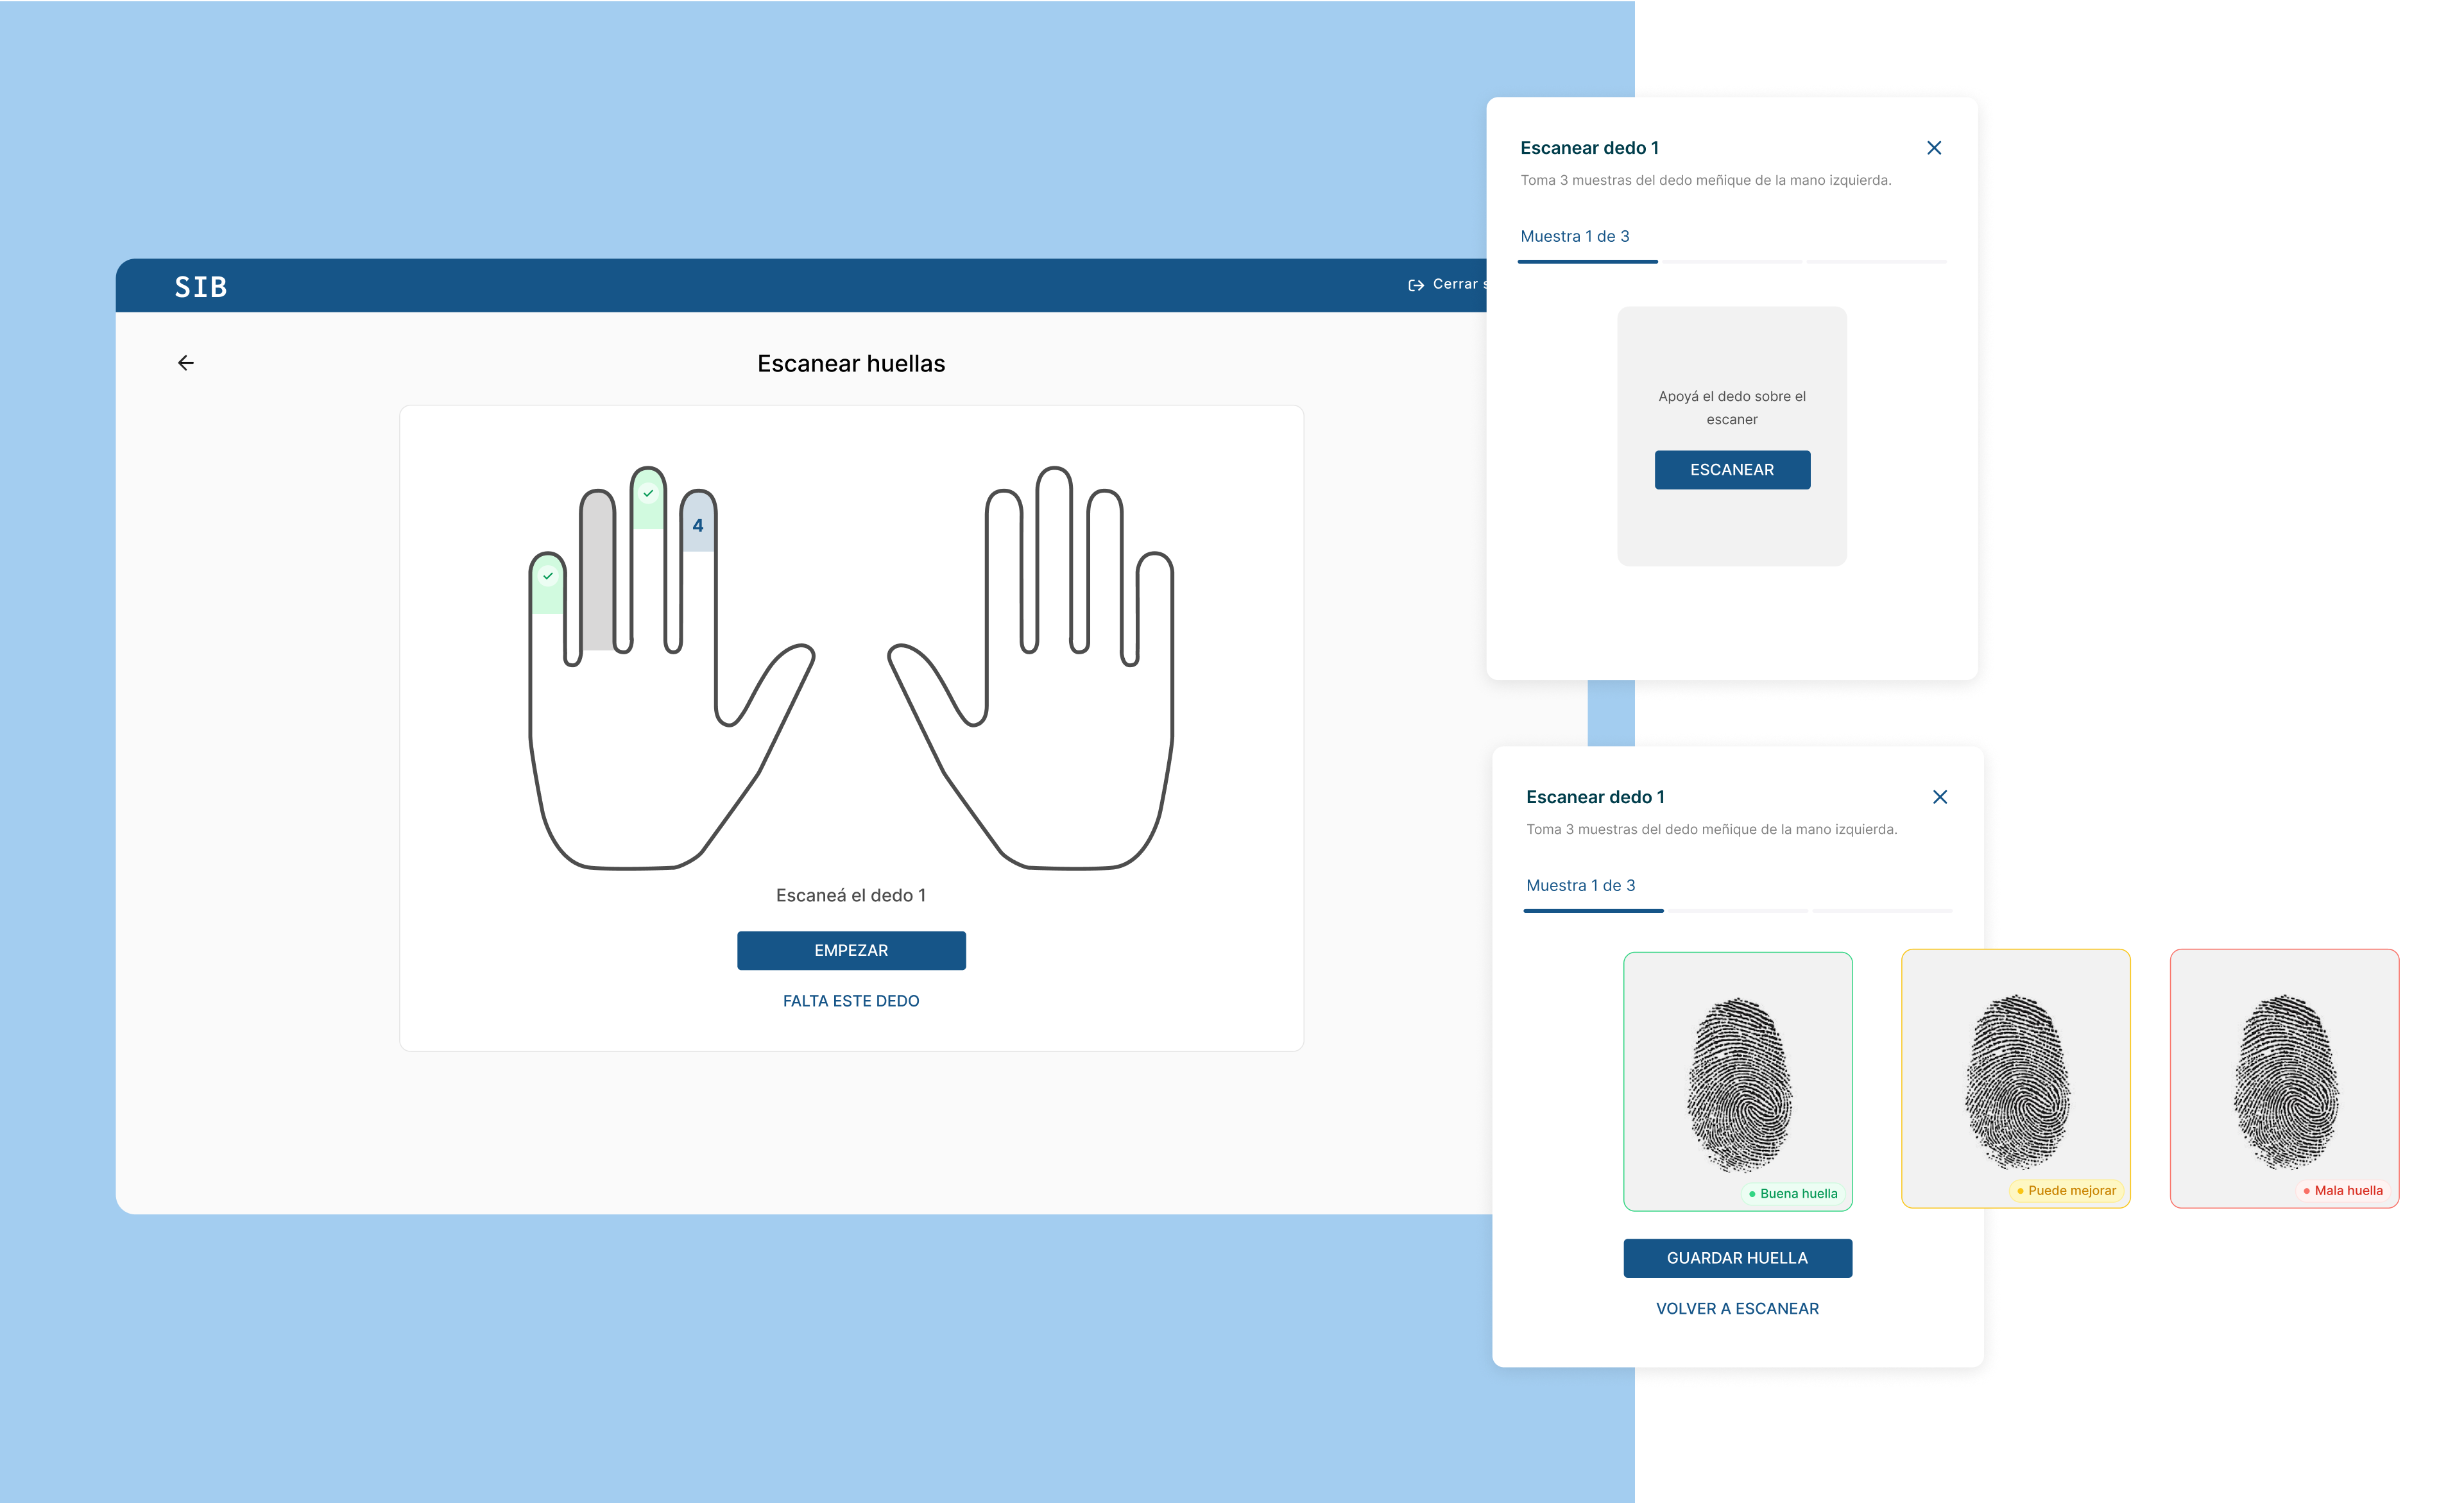 SIB
Cerrar s
Escanear huellas
4
Escaneá el dedo 1
EMPEZAR
FALTA ESTE DEDO
Escanear dedo 1
Toma 3 muestras del dedo meñique de la mano izquierda.
Muestra 1 de 3
Apoyá el dedo sobre el
escaner
ESCANEAR
Escanear dedo 1
Toma 3 muestras del dedo meñique de la mano izquierda.
Muestra 1 de 3
Buena huella
Puede mejorar
Mala huella
GUARDAR HUELLA
VOLVER A ESCANEAR